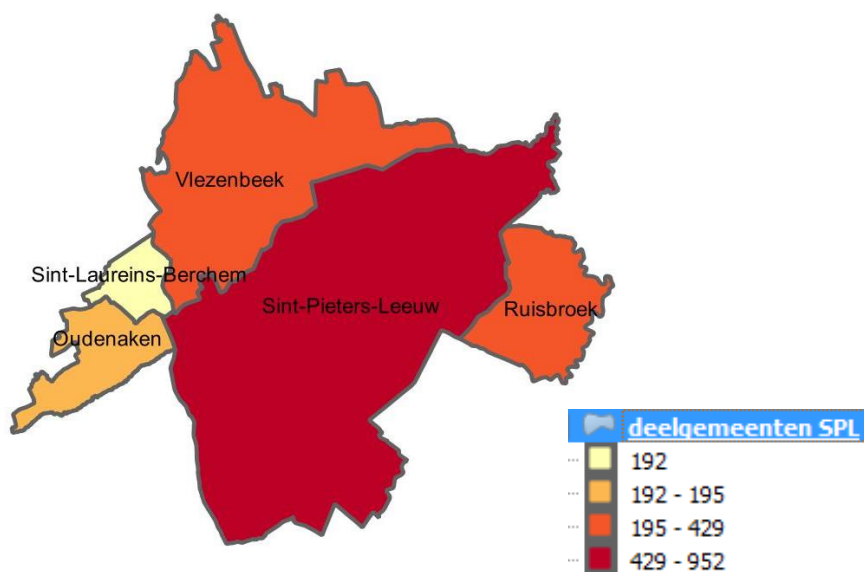 Vlezenbeek
Sint-Laureins-Berchem
Sint-Pieters-Leeuw
Ruisbroek
Oudenaken
deelgemeenten SPL
192
192 - 195
195 - 429
429 - 952